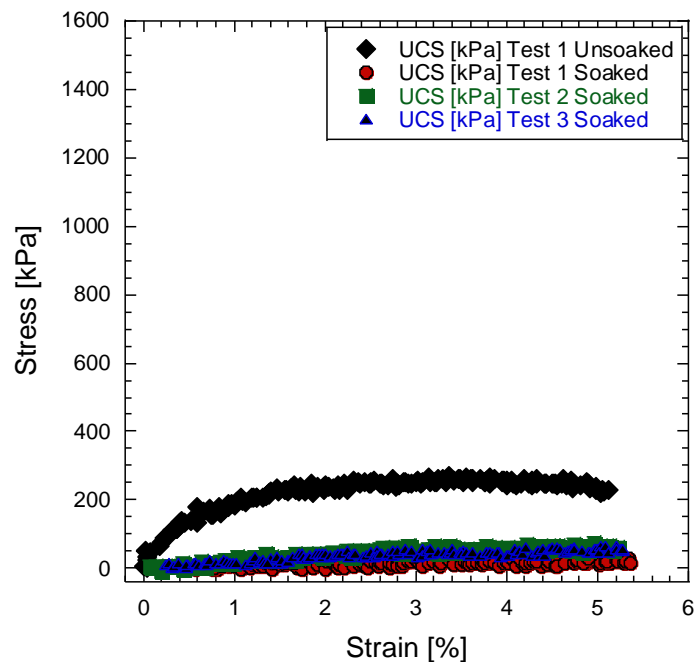 1600
1400
1200
1000
800
600
400
200
0
Stress [kPa]
UCS [kPa] Test 1 Unsoaked
UCS [kPa] Test 1 Soaked
UCS [kPa] Test 2 Soaked
UCS [kPa] Test 3 Soaked
0 1 2 3 4 5 6
Strain [%]